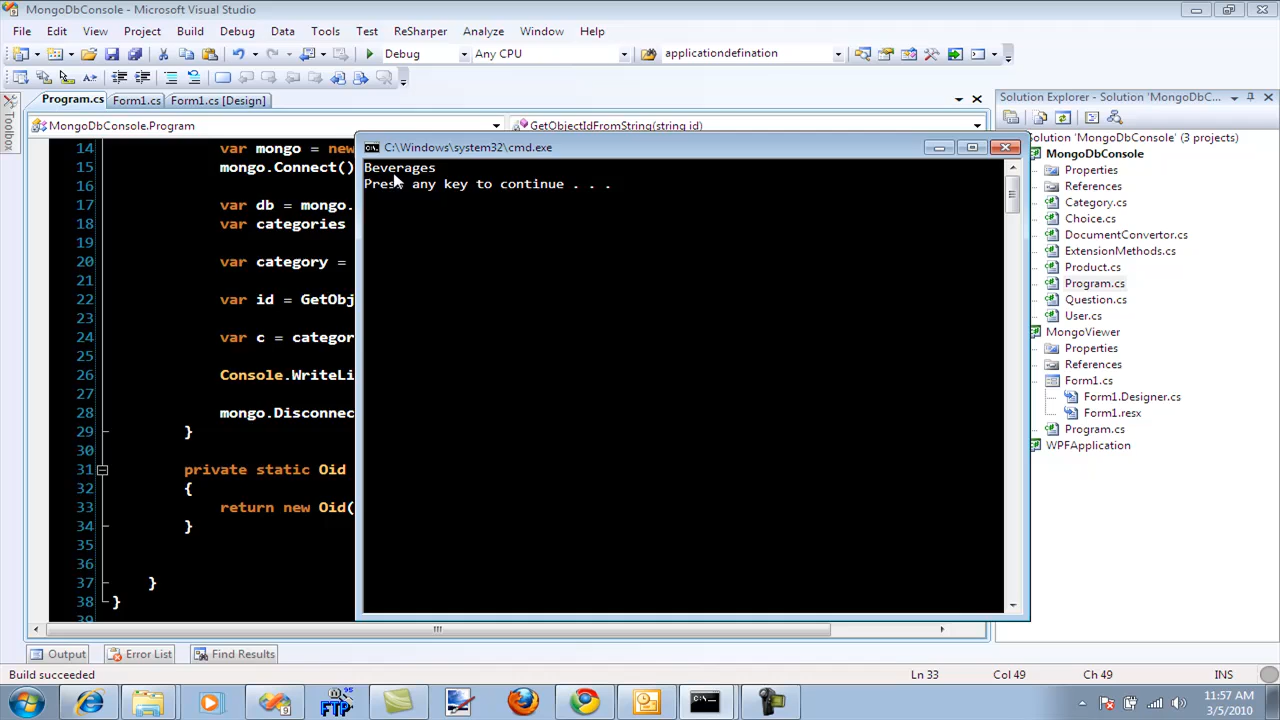 MongoDbConsole - Microsoft Visual Studio
File Edit View Project Build Debug Data Tools Test ReSharper Analyze Window Help
Debug Any CPU applicationdefination
Program.cs Form1.cs Form1.cs [Design]
MongoDbConsole.Program GetObjectIdFromString(string id)
Toolbox
14 var mongo = new
15 mongo.Connect()
16
17 var db = mongo.
18 var categories
19
20 var category =
21
22 var id = GetObj
23
24 var c = categor
25
26 Console.WriteLi
27
28 mongo.Disconnec
29 }
30
31 private static Oid
32 {
33 return new Oid(
34 }
35
36
37 }
38 }
39
C:\Windows\system32\cmd.exe
Beverages
Press any key to continue . . .
Solution Explorer - Solution 'MongoDbC...
Solution 'MongoDbConsole' (3 projects)
MongoDbConsole
Properties
References
Category.cs
Choice.cs
DocumentConvertor.cs
ExtensionMethods.cs
Product.cs
Program.cs
Question.cs
User.cs
MongoViewer
Properties
References
Form1.cs
Form1.Designer.cs
Form1.resx
Program.cs
WPFApplication
Output Error List Find Results
Build succeeded Ln 33 Col 49 Ch 49 INS
FTP
11:57 AM
3/5/2010